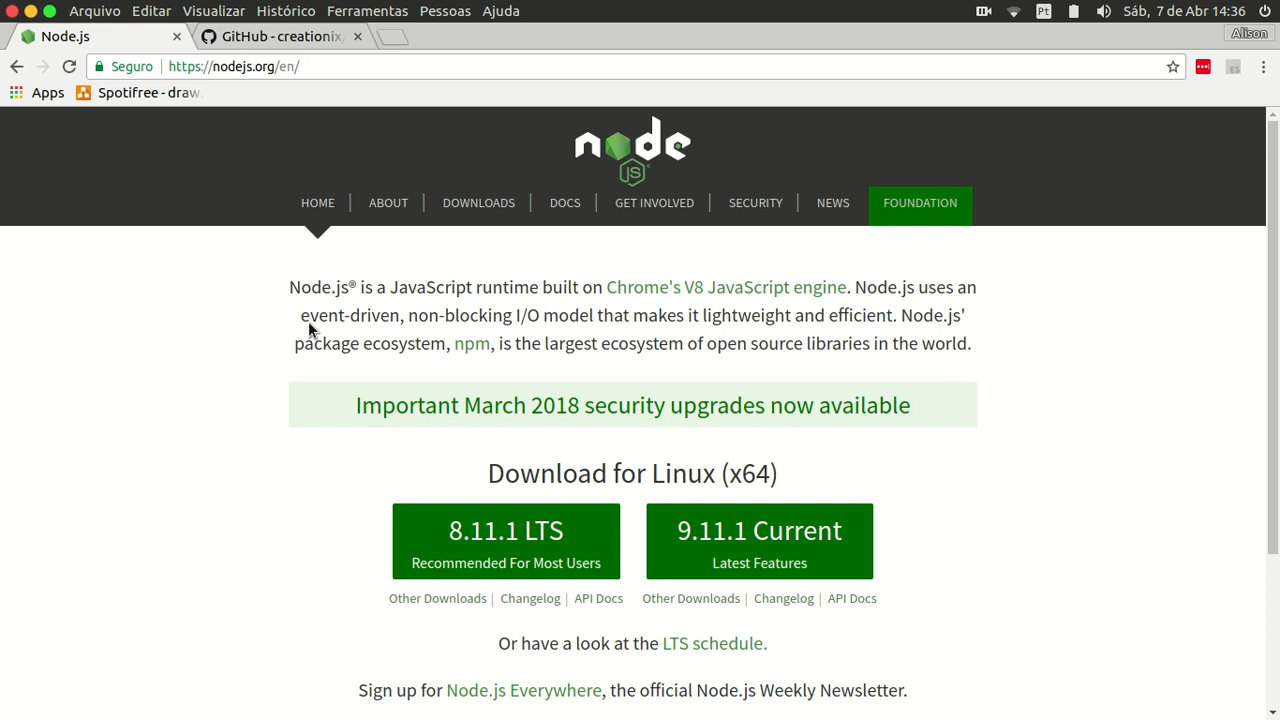 Arquivo Editar Visualizar Histórico Ferramentas Pessoas Ajuda Pt Sáb, 7 de Abr 14:36
Node.js GitHub - creationix/ Alison
Seguro https://nodejs.org/en/ ES
Apps Spotifree - draw.
node
JS
HOME ABOUT DOWNLOADS DOCS GET INVOLVED SECURITY NEWS FOUNDATION
Node.js® is a JavaScript runtime built on Chrome's V8 JavaScript engine. Node.js uses an
event-driven, non-blocking I/O model that makes it lightweight and efficient. Node.js'
package ecosystem, npm, is the largest ecosystem of open source libraries in the world.
Important March 2018 security upgrades now available
Download for Linux (x64)
8.11.1 LTS 9.11.1 Current
Recommended For Most Users Latest Features
Other Downloads | Changelog | API Docs Other Downloads | Changelog | API Docs
Or have a look at the LTS schedule.
Sign up for Node.js Everywhere, the official Node.js Weekly Newsletter.